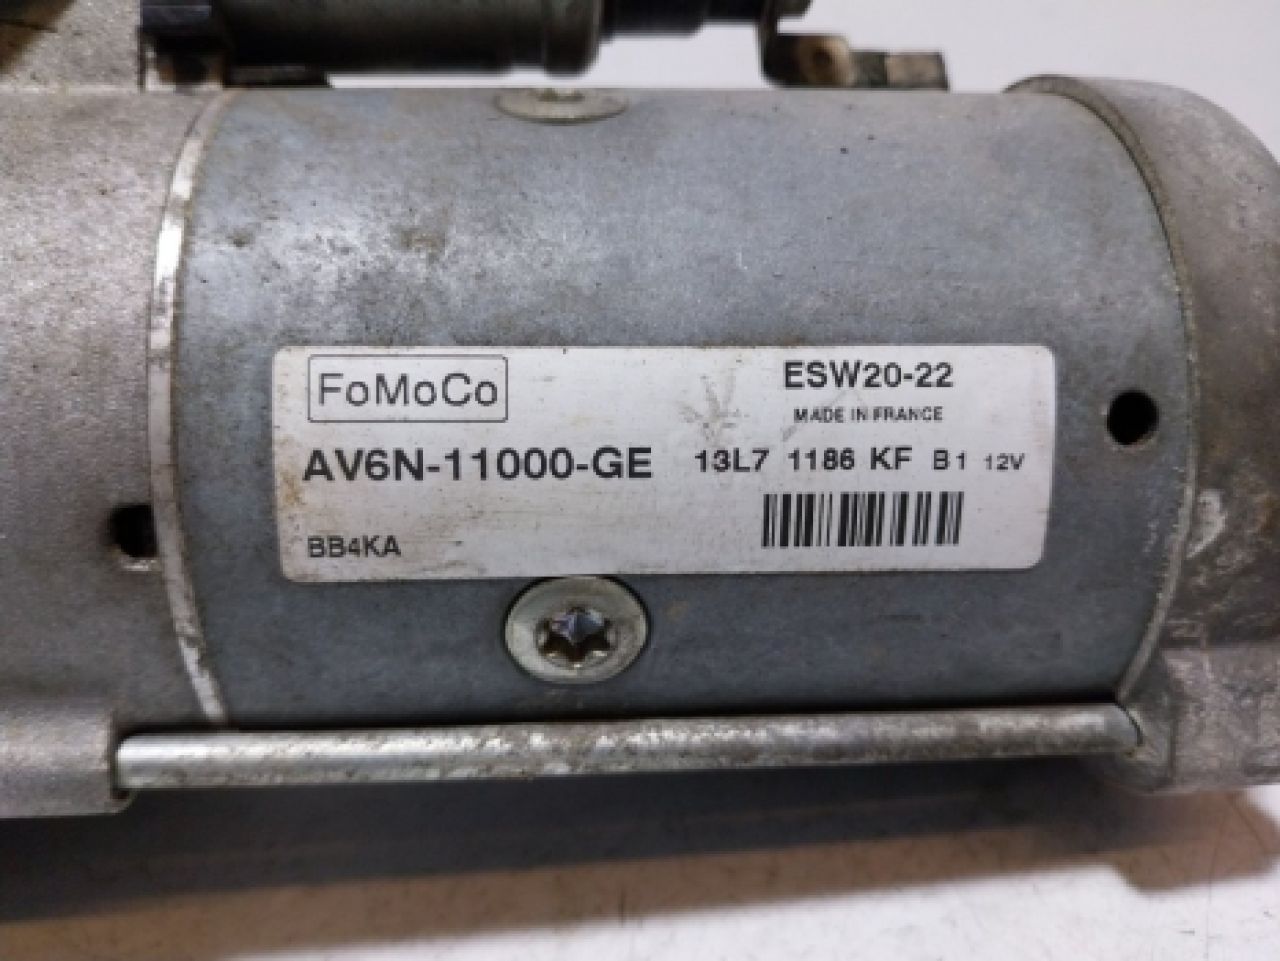 FoMoCo
ESW20-22
MADE IN FRANCE
AV6N-11000-GE 13L7 1186 KF B1 12V
BB4KA